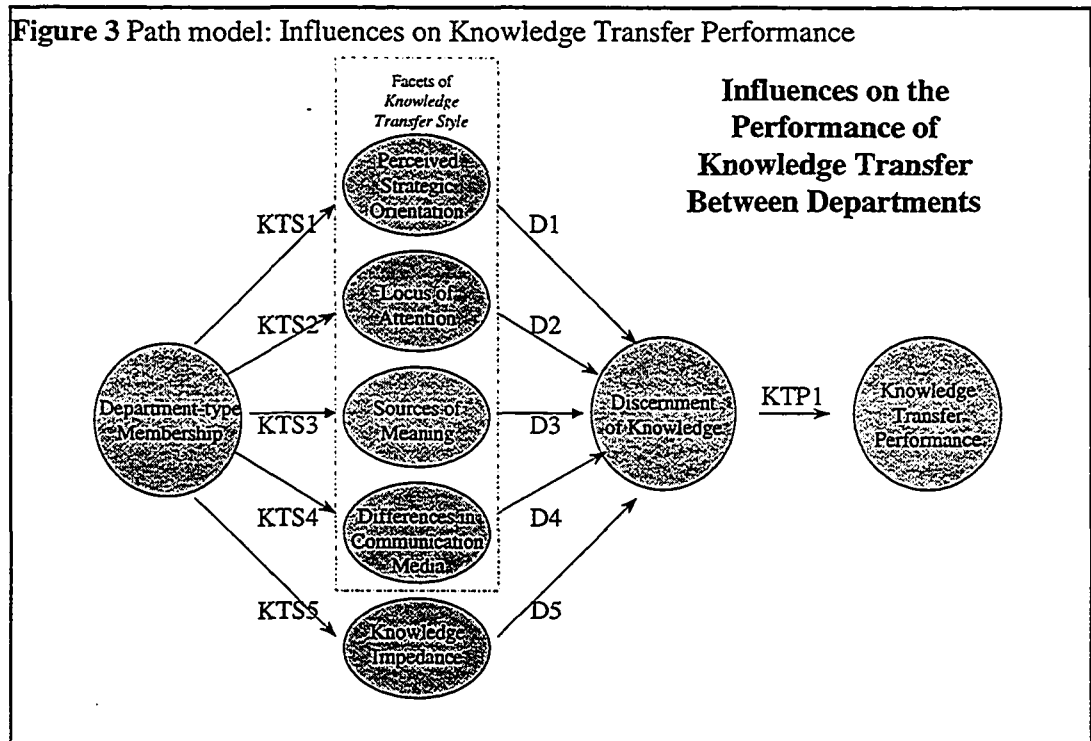 Figure 3 Path model: Influences on Knowledge Transfer Performance
Facets of
Knowledge
Transfer Style
Influences on the
Performance of
Knowledge Transfer
Between Departments
Perceived
Strategic
Orientation
KTS1
D1
Locus of
Attention
KTS2
D2
Department-type
Membership
KTS3
Sources of
Meaning
D3
Discernment
of Knowledge
KTP1
Knowledge
Transfer
Performance
KTS4
Differences in
Communication
Media
D4
KTS5
Knowledge
Impedance
D5